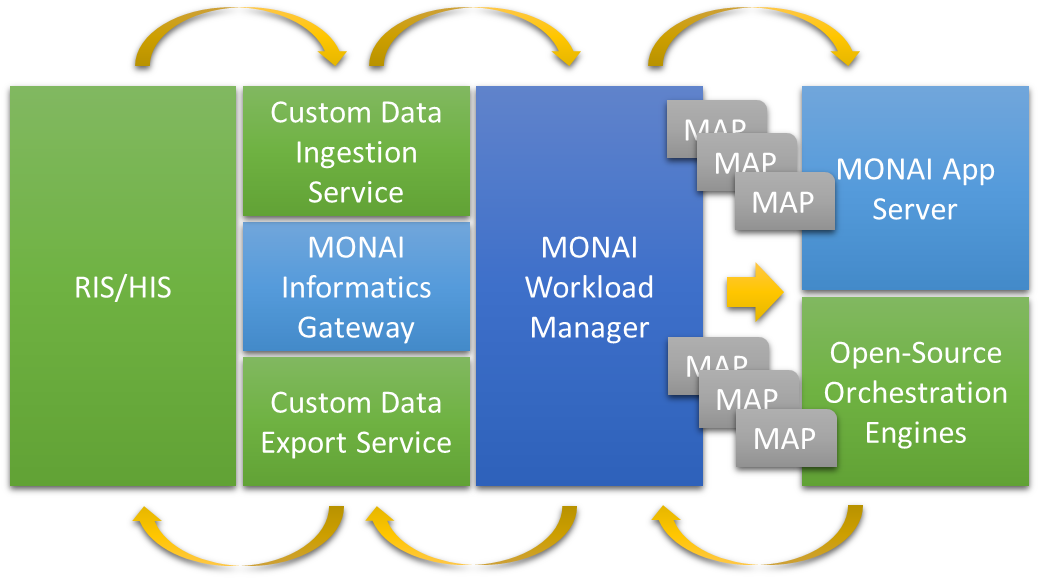 RIS/HIS
Custom Data
Ingestion
Service
MONAI
Informatics
Gateway
Custom Data
Export Service
MONAI
Workload
Manager
MAP
MAP
MAP
MAP
MAP
MAP
MONAI App
Server
Open-Source
Orchestration
Engines